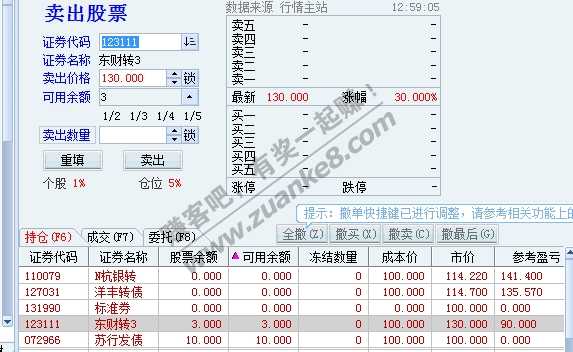 卖出股票
数据来源 行情主站 12:59:05
证券代码 123111
证券名称 东财转3
卖出价格 130.000 锁
可用余额 3
1/2 1/3 1/4 1/5
卖出数量 锁
重填 卖出
个股 1% 仓位 5%
卖五 -
卖四 -
卖三 -
卖二 -
卖一 -
最新 130.000 涨幅 30.000%
买一 -
买二 -
买三 -
买四 -
买五 -
涨停 - 跌停 -
赚客吧,有奖一起赚!
www.zuanke8.com
提示: 撤单快捷键已进行调整, 请参考相关功能上的
持仓(F6) 成交(F7) 委托(F8) 全撤(Z) 撤买(X) 撤卖(C) 撤最后(G)
证券代码 证券名称 股票余额 可用余额 冻结数量 成本价 市价 参考盈亏
110079 N杭银转 0.000 0.000 0 100.000 114.220 141.400
127031 洋丰转债 0.000 0.000 0 100.000 114.700 135.570
131990 标准券 0.000 0.000 0 0.000 100.000 0.000
123111 东财转3 3.000 3.000 0 100.000 130.000 90.000
072966 苏行发债 10.000 10.000 0 100.000 100.000 0.000